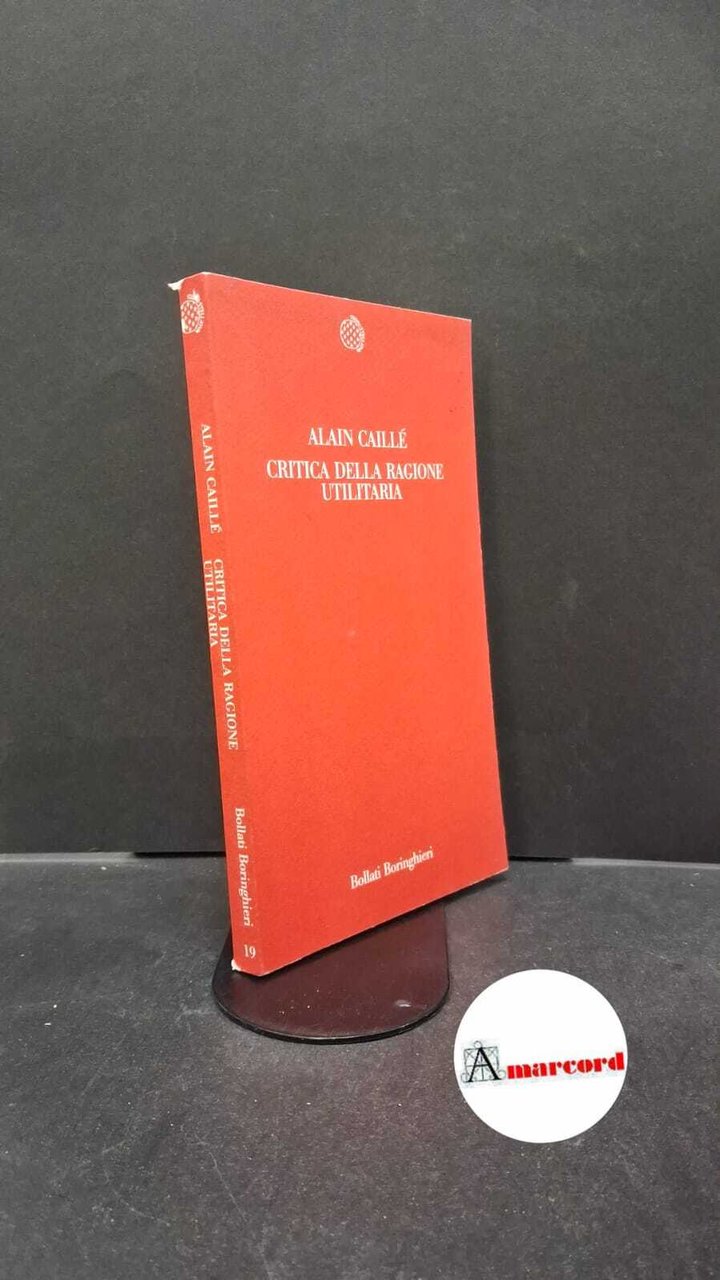 ALAIN CAILLÉ
CRITICA DELLA RAGIONE
UTILITARIA
Bollati Boringhieri
ALAIN CAILLÉ
CRITICA DELLA RAGIONE
UTILITARIA
Bollati Boringhieri
19
Amarcord